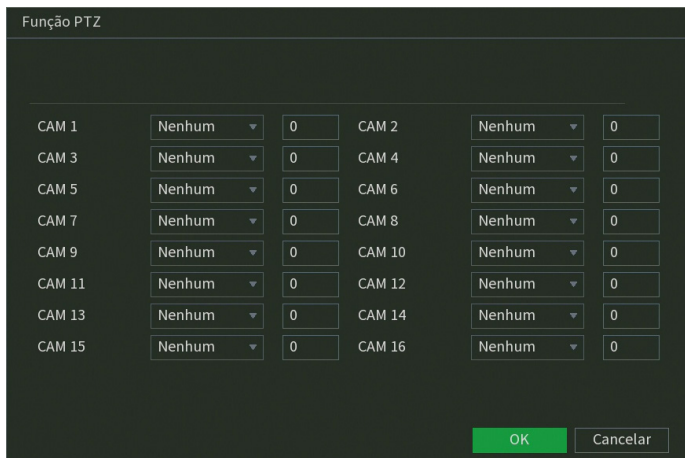 Função PTZ
CAM 1 Nenhum 0 CAM 2 Nenhum 0
CAM 3 Nenhum 0 CAM 4 Nenhum 0
CAM 5 Nenhum 0 CAM 6 Nenhum 0
CAM 7 Nenhum 0 CAM 8 Nenhum 0
CAM 9 Nenhum 0 CAM 10 Nenhum 0
CAM 11 Nenhum 0 CAM 12 Nenhum 0
CAM 13 Nenhum 0 CAM 14 Nenhum 0
CAM 15 Nenhum 0 CAM 16 Nenhum 0
OK Cancelar